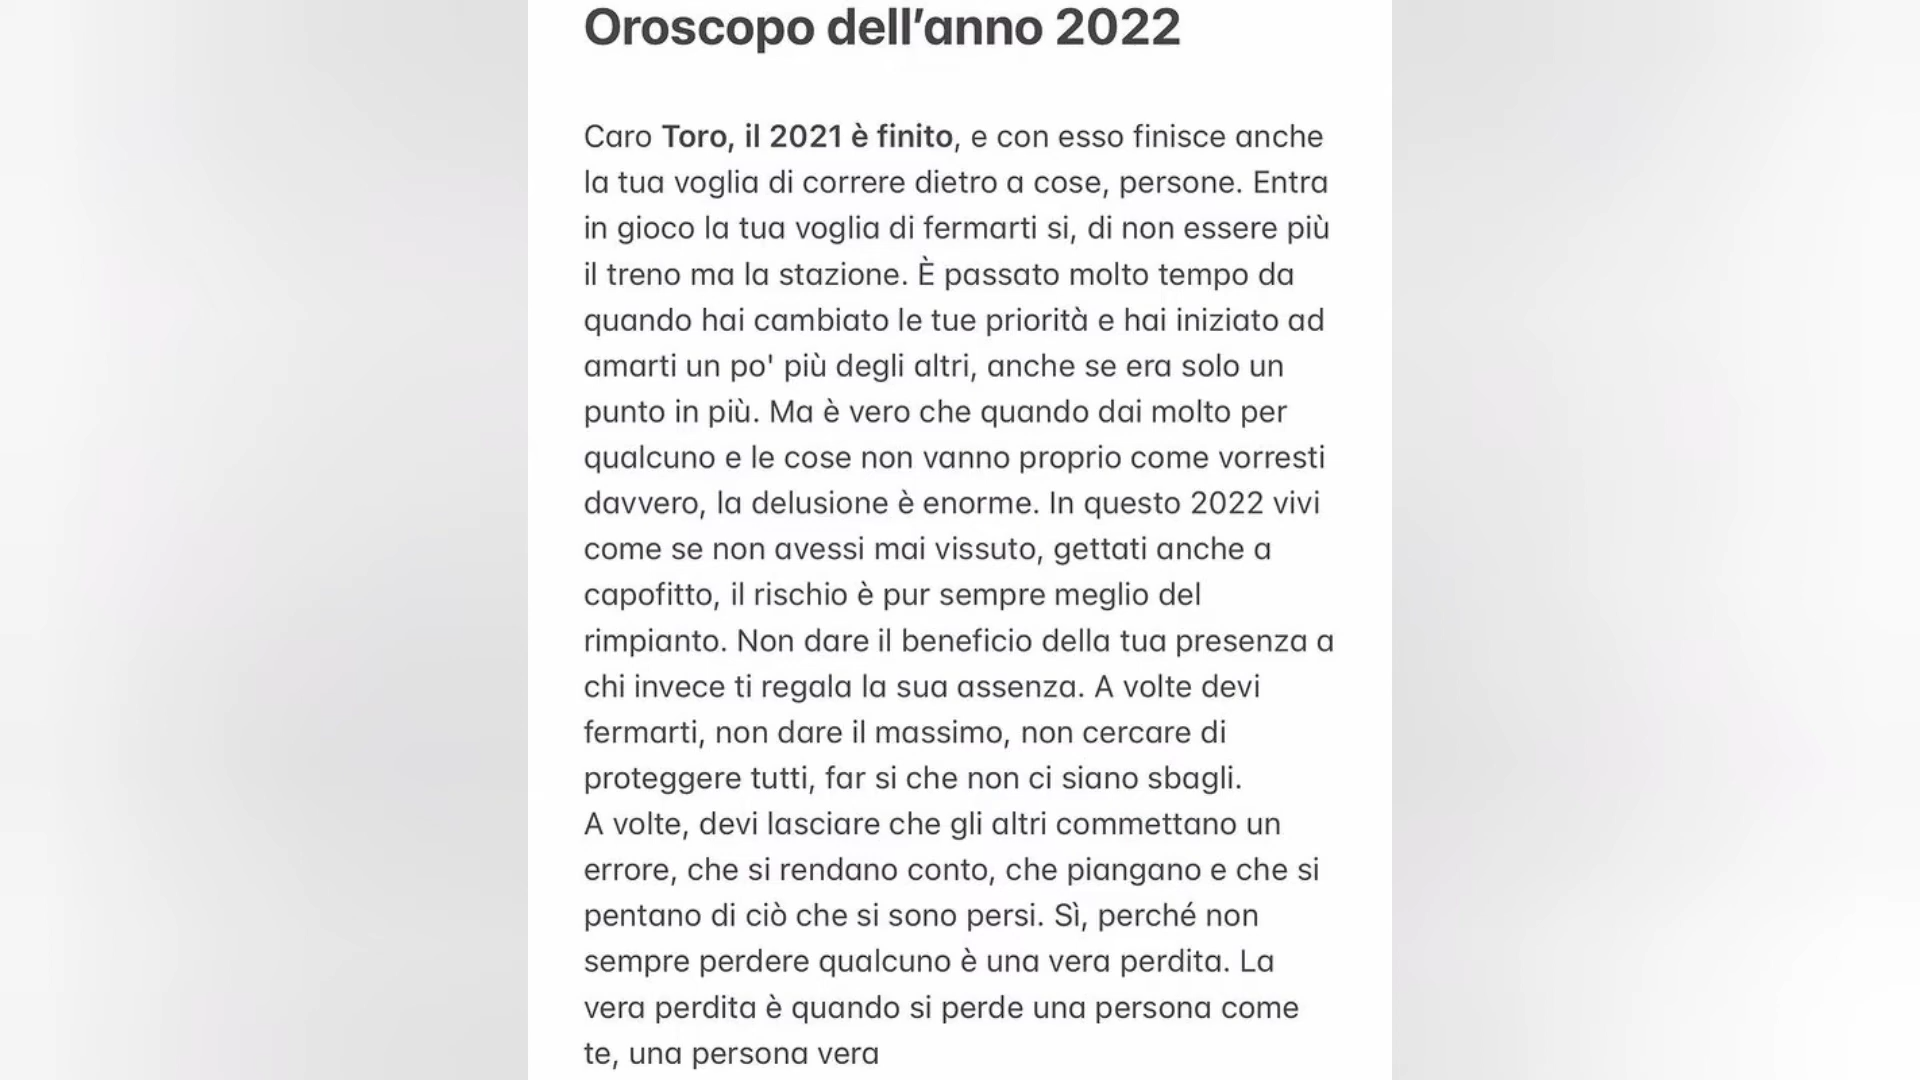 Oroscopo dell’anno 2022
Caro Toro, il 2021 è finito, e con esso finisce anche
la tua voglia di correre dietro a cose, persone. Entra
in gioco la tua voglia di fermarti si, di non essere più
il treno ma la stazione. È passato molto tempo da
quando hai cambiato le tue priorità e hai iniziato ad
amarti un po' più degli altri, anche se era solo un
punto in più. Ma è vero che quando dai molto per
qualcuno e le cose non vanno proprio come vorresti
davvero, la delusione è enorme. In questo 2022 vivi
come se non avessi mai vissuto, gettati anche a
capofitto, il rischio è pur sempre meglio del
rimpianto. Non dare il beneficio della tua presenza a
chi invece ti regala la sua assenza. A volte devi
fermarti, non dare il massimo, non cercare di
proteggere tutti, far si che non ci siano sbagli.
A volte, devi lasciare che gli altri commettano un
errore, che si rendano conto, che piangano e che si
pentano di ciò che si sono persi. Sì, perché non
sempre perdere qualcuno è una vera perdita. La
vera perdita è quando si perde una persona come
te, una persona vera